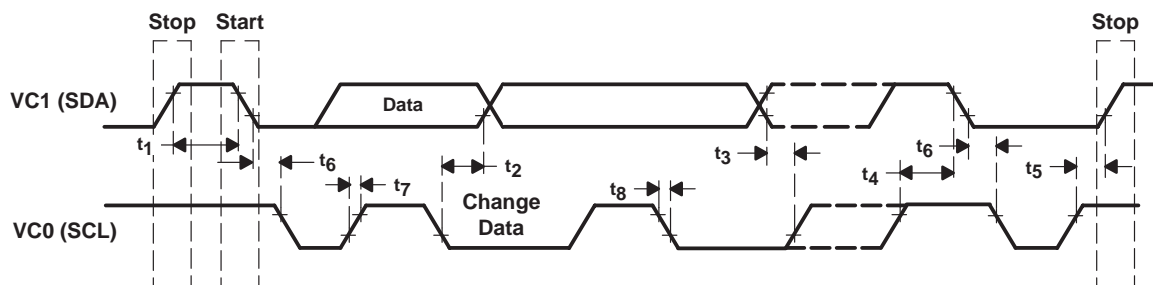 Stop
Start
Stop
VC1 (SDA)
Data
t1
t6
t7
t2
t3
t6
t4
t5
t8
Change
Data
VC0 (SCL)